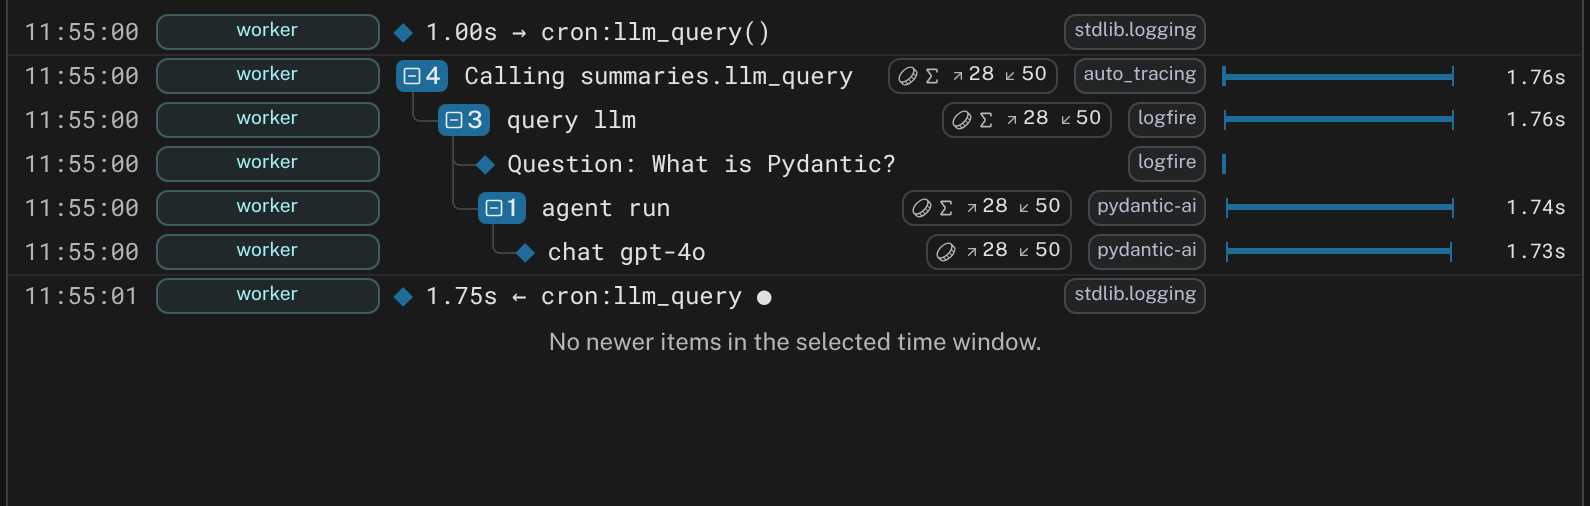 11:55:00 worker 1.00s → cron:llm_query() stdlib.logging
11:55:00 worker 4 Calling summaries.llm_query Σ ↗28 ↙50 auto_tracing 1.76s
11:55:00 worker 3 query llm Σ ↗28 ↙50 logfire 1.76s
11:55:00 worker Question: What is Pydantic? logfire
11:55:00 worker 1 agent run Σ ↗28 ↙50 pydantic-ai 1.74s
11:55:00 worker chat gpt-4o ↗28 ↙50 pydantic-ai 1.73s
11:55:01 worker 1.75s ← cron:llm_query ● stdlib.logging
No newer items in the selected time window.